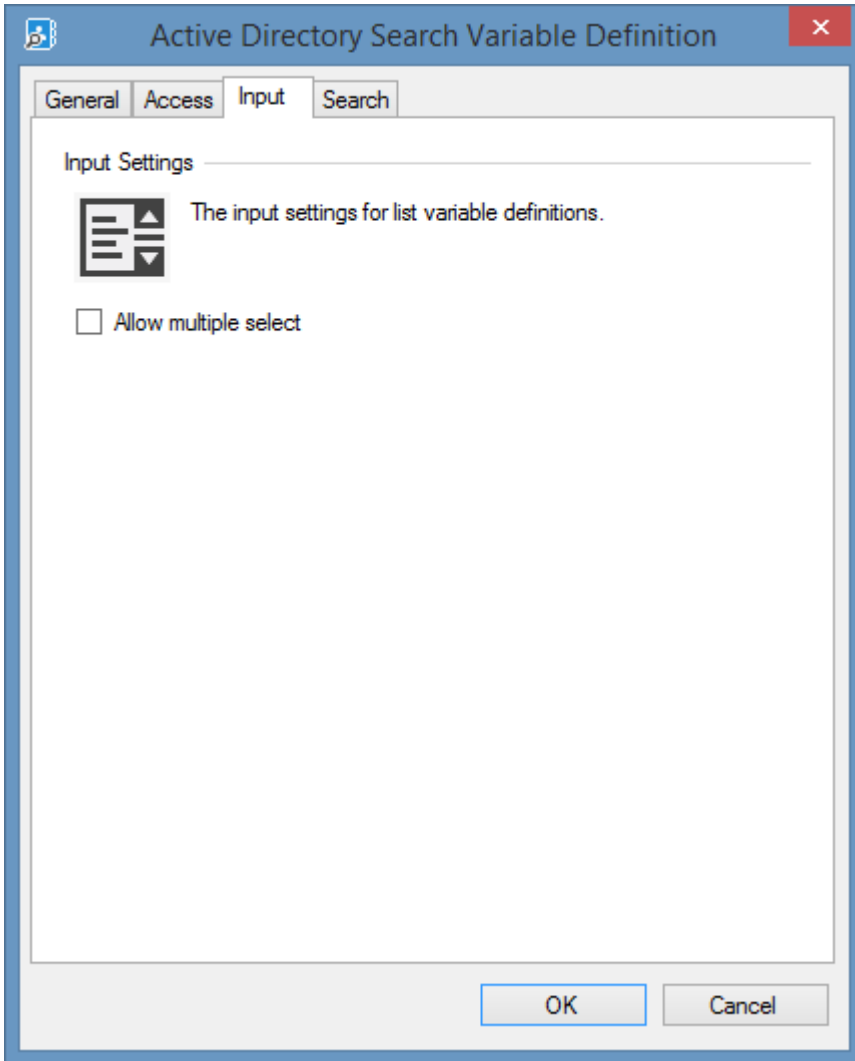 Active Directory Search Variable Definition
General Access Input Search
Input Settings
The input settings for list variable definitions.
Allow multiple select
OK Cancel